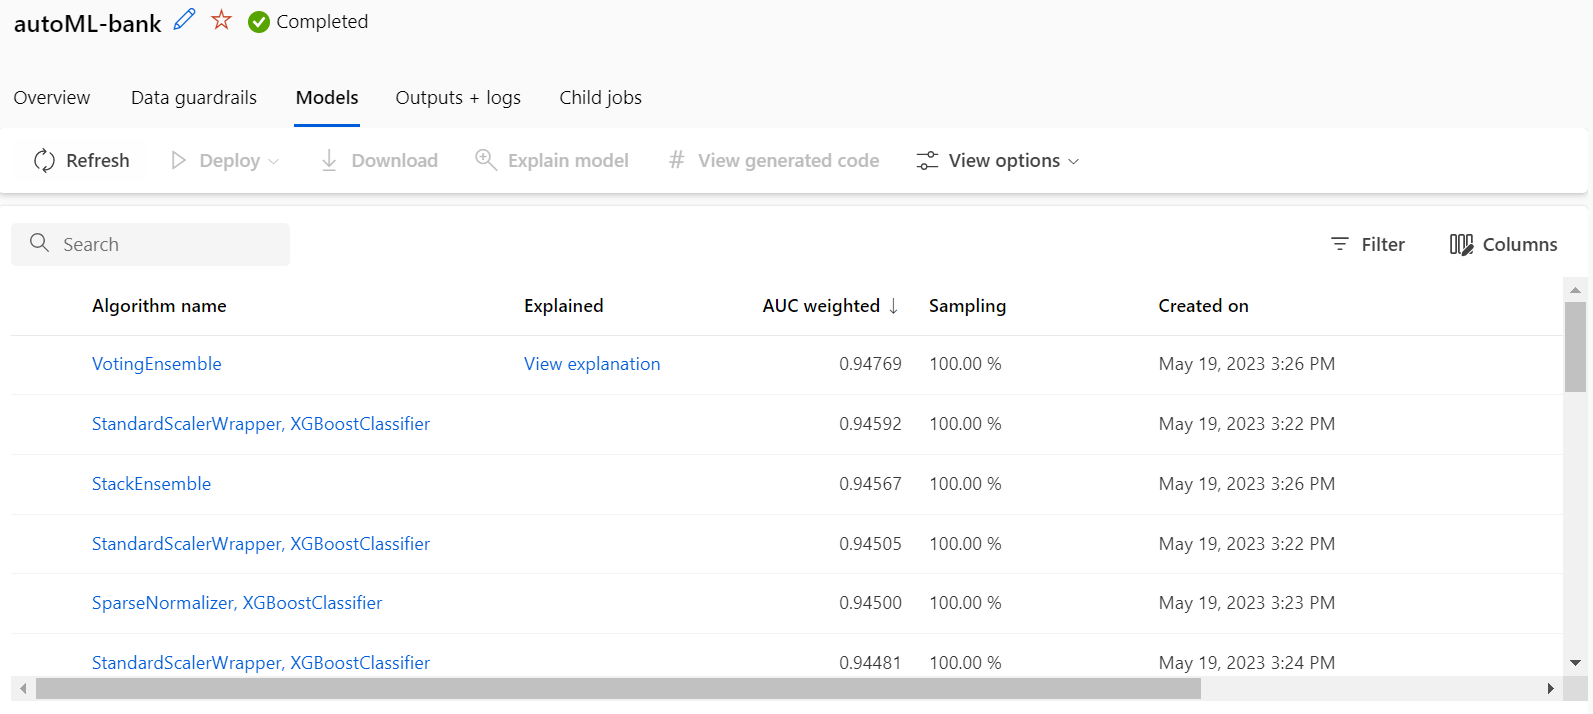 autoML-bank Completed
Overview Data guardrails Models Outputs + logs Child jobs
Refresh Deploy Download Explain model # View generated code View options
Search Filter Columns
Algorithm name Explained AUC weighted ↓ Sampling Created on
VotingEnsemble View explanation 0.94769 100.00 % May 19, 2023 3:26 PM
StandardScalerWrapper, XGBoostClassifier 0.94592 100.00 % May 19, 2023 3:22 PM
StackEnsemble 0.94567 100.00 % May 19, 2023 3:26 PM
StandardScalerWrapper, XGBoostClassifier 0.94505 100.00 % May 19, 2023 3:22 PM
SparseNormalizer, XGBoostClassifier 0.94500 100.00 % May 19, 2023 3:23 PM
StandardScalerWrapper, XGBoostClassifier 0.94481 100.00 % May 19, 2023 3:24 PM